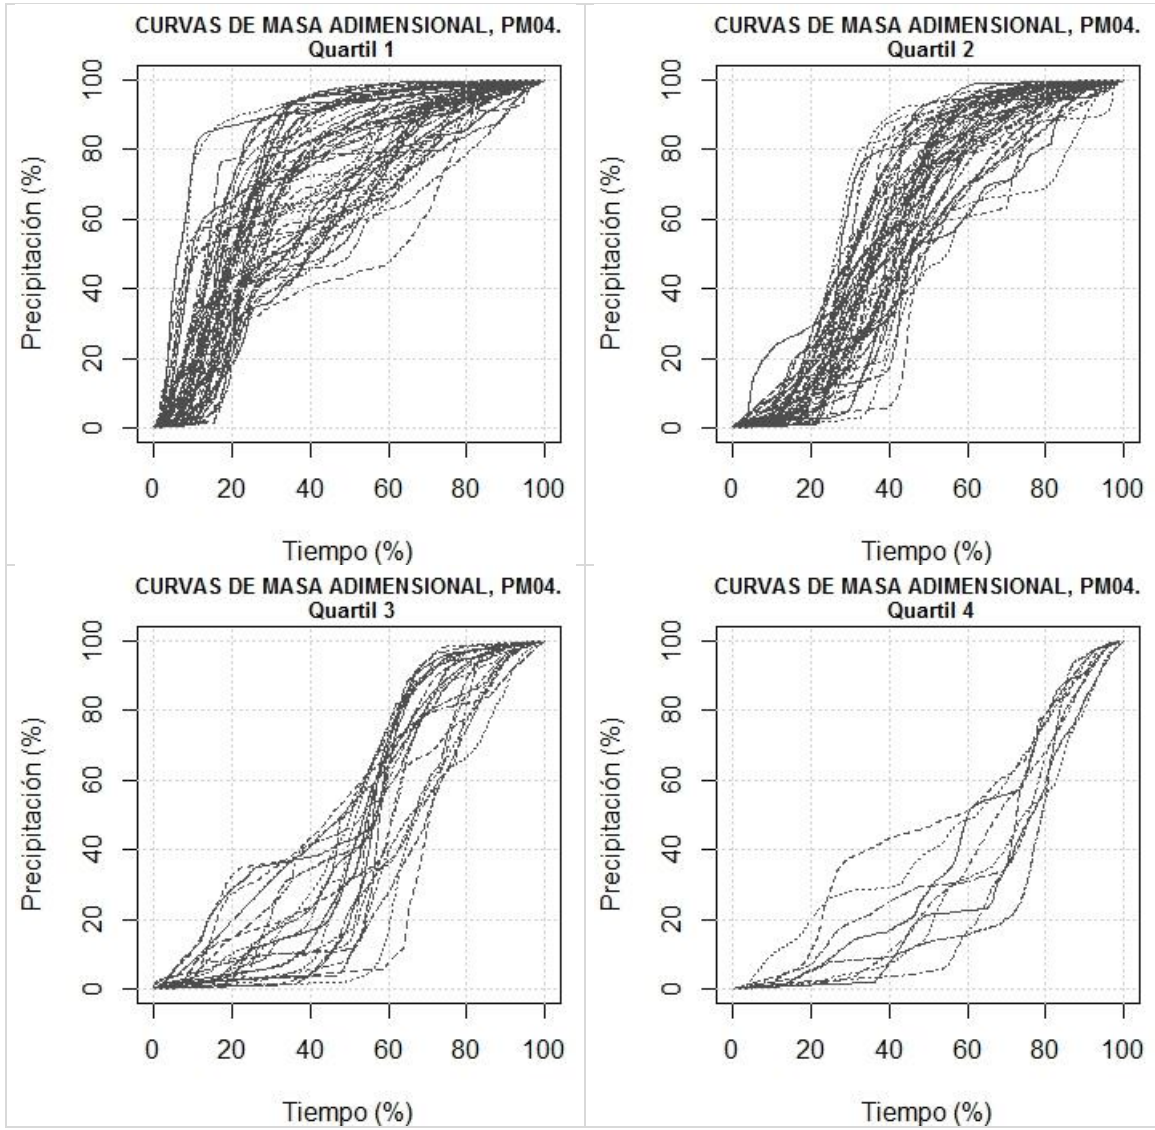 CURVAS DE MASA ADIMENSIONAL, PM04.
Quartil 1
Precipitación (%)
100
80
60
40
20
0
0 20 40 60 80 100
Tiempo (%)
CURVAS DE MASA ADIMENSIONAL, PM04.
Quartil 2
Precipitación (%)
100
80
60
40
20
0
0 20 40 60 80 100
Tiempo (%)
CURVAS DE MASA ADIMENSIONAL, PM04.
Quartil 3
Precipitación (%)
100
80
60
40
20
0
0 20 40 60 80 100
Tiempo (%)
CURVAS DE MASA ADIMENSIONAL, PM04.
Quartil 4
Precipitación (%)
100
80
60
40
20
0
0 20 40 60 80 100
Tiempo (%)